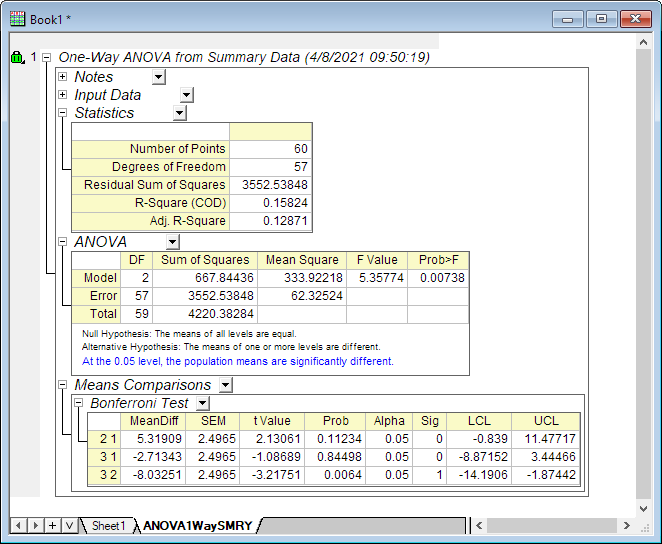 Book1 *
1 One-Way ANOVA from Summary Data (4/8/2021 09:50:19)
Notes
Input Data
Statistics
Number of Points 60
Degrees of Freedom 57
Residual Sum of Squares 3552.53848
R-Square (COD) 0.15824
Adj. R-Square 0.12871
ANOVA
DF Sum of Squares Mean Square F Value Prob>F
Model 2 667.84436 333.92218 5.35774 0.00738
Error 57 3552.53848 62.32524
Total 59 4220.38284
Null Hypothesis: The means of all levels are equal.
Alternative Hypothesis: The means of one or more levels are different.
At the 0.05 level, the population means are significantly different.
Means Comparisons
Bonferroni Test
MeanDiff SEM t Value Prob Alpha Sig LCL UCL
2 1 5.31909 2.4965 2.13061 0.11234 0.05 0 -0.839 11.47717
3 1 -2.71343 2.4965 -1.08689 0.84498 0.05 0 -8.87152 3.44466
3 2 -8.03251 2.4965 -3.21751 0.0064 0.05 1 -14.1906 -1.87442
Sheet1 ANOVA1WaySMRY